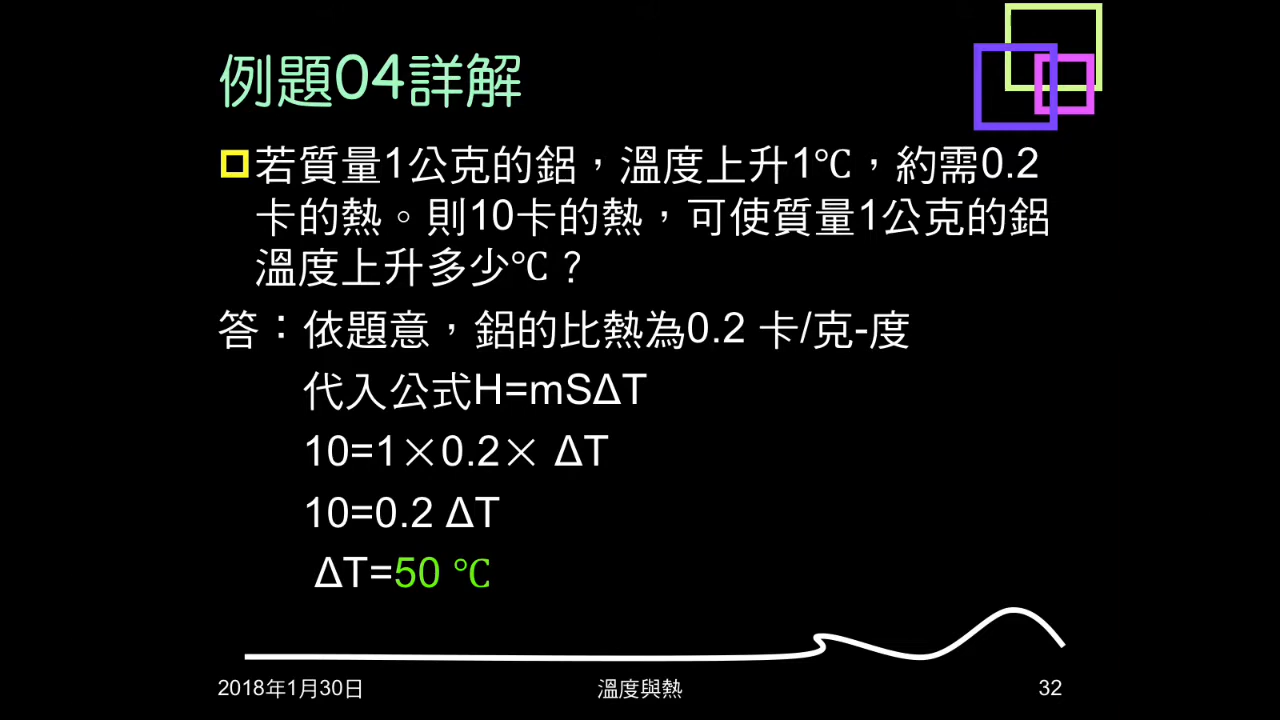 例題04詳解
若質量1公克的鋁，溫度上升1℃，約需0.2
卡的熱。則10卡的熱，可使質量1公克的鋁
溫度上升多少℃？
答：依題意，鋁的比熱為0.2 卡/克-度
代入公式H=mSΔT
10=1×0.2× ΔT
10=0.2 ΔT
ΔT=50 ℃
2018年1月30日
溫度與熱
32